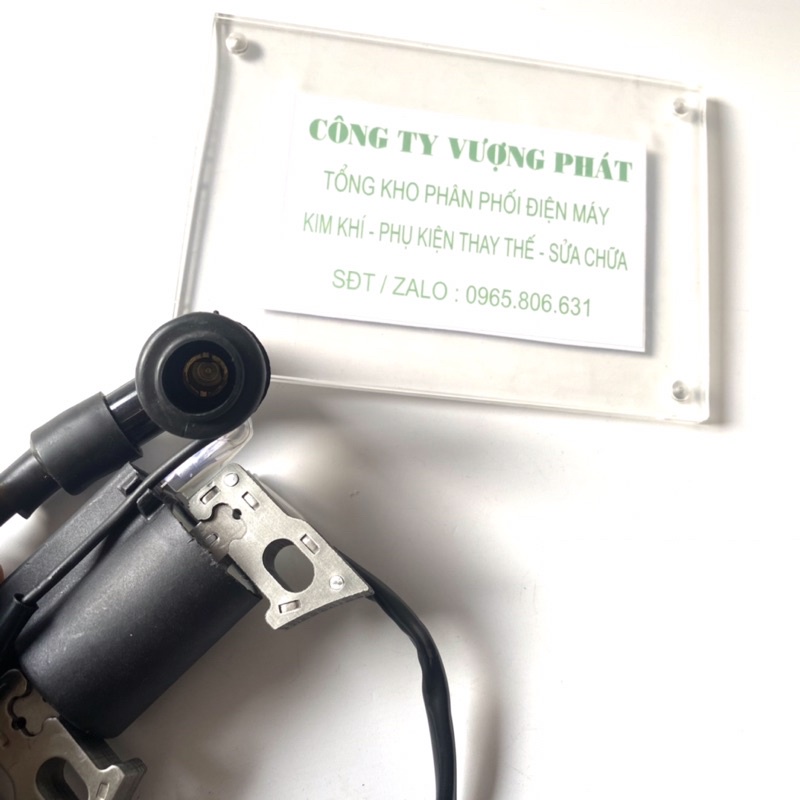 CÔNG TY VƯỢNG PHÁT
TỔNG KHO PHÂN PHỐI ĐIỆN MÁY
KIM KHÍ - PHỤ KIỆN THAY THẾ - SỬA CHỮA
SĐT / ZALO : 0965.806.631